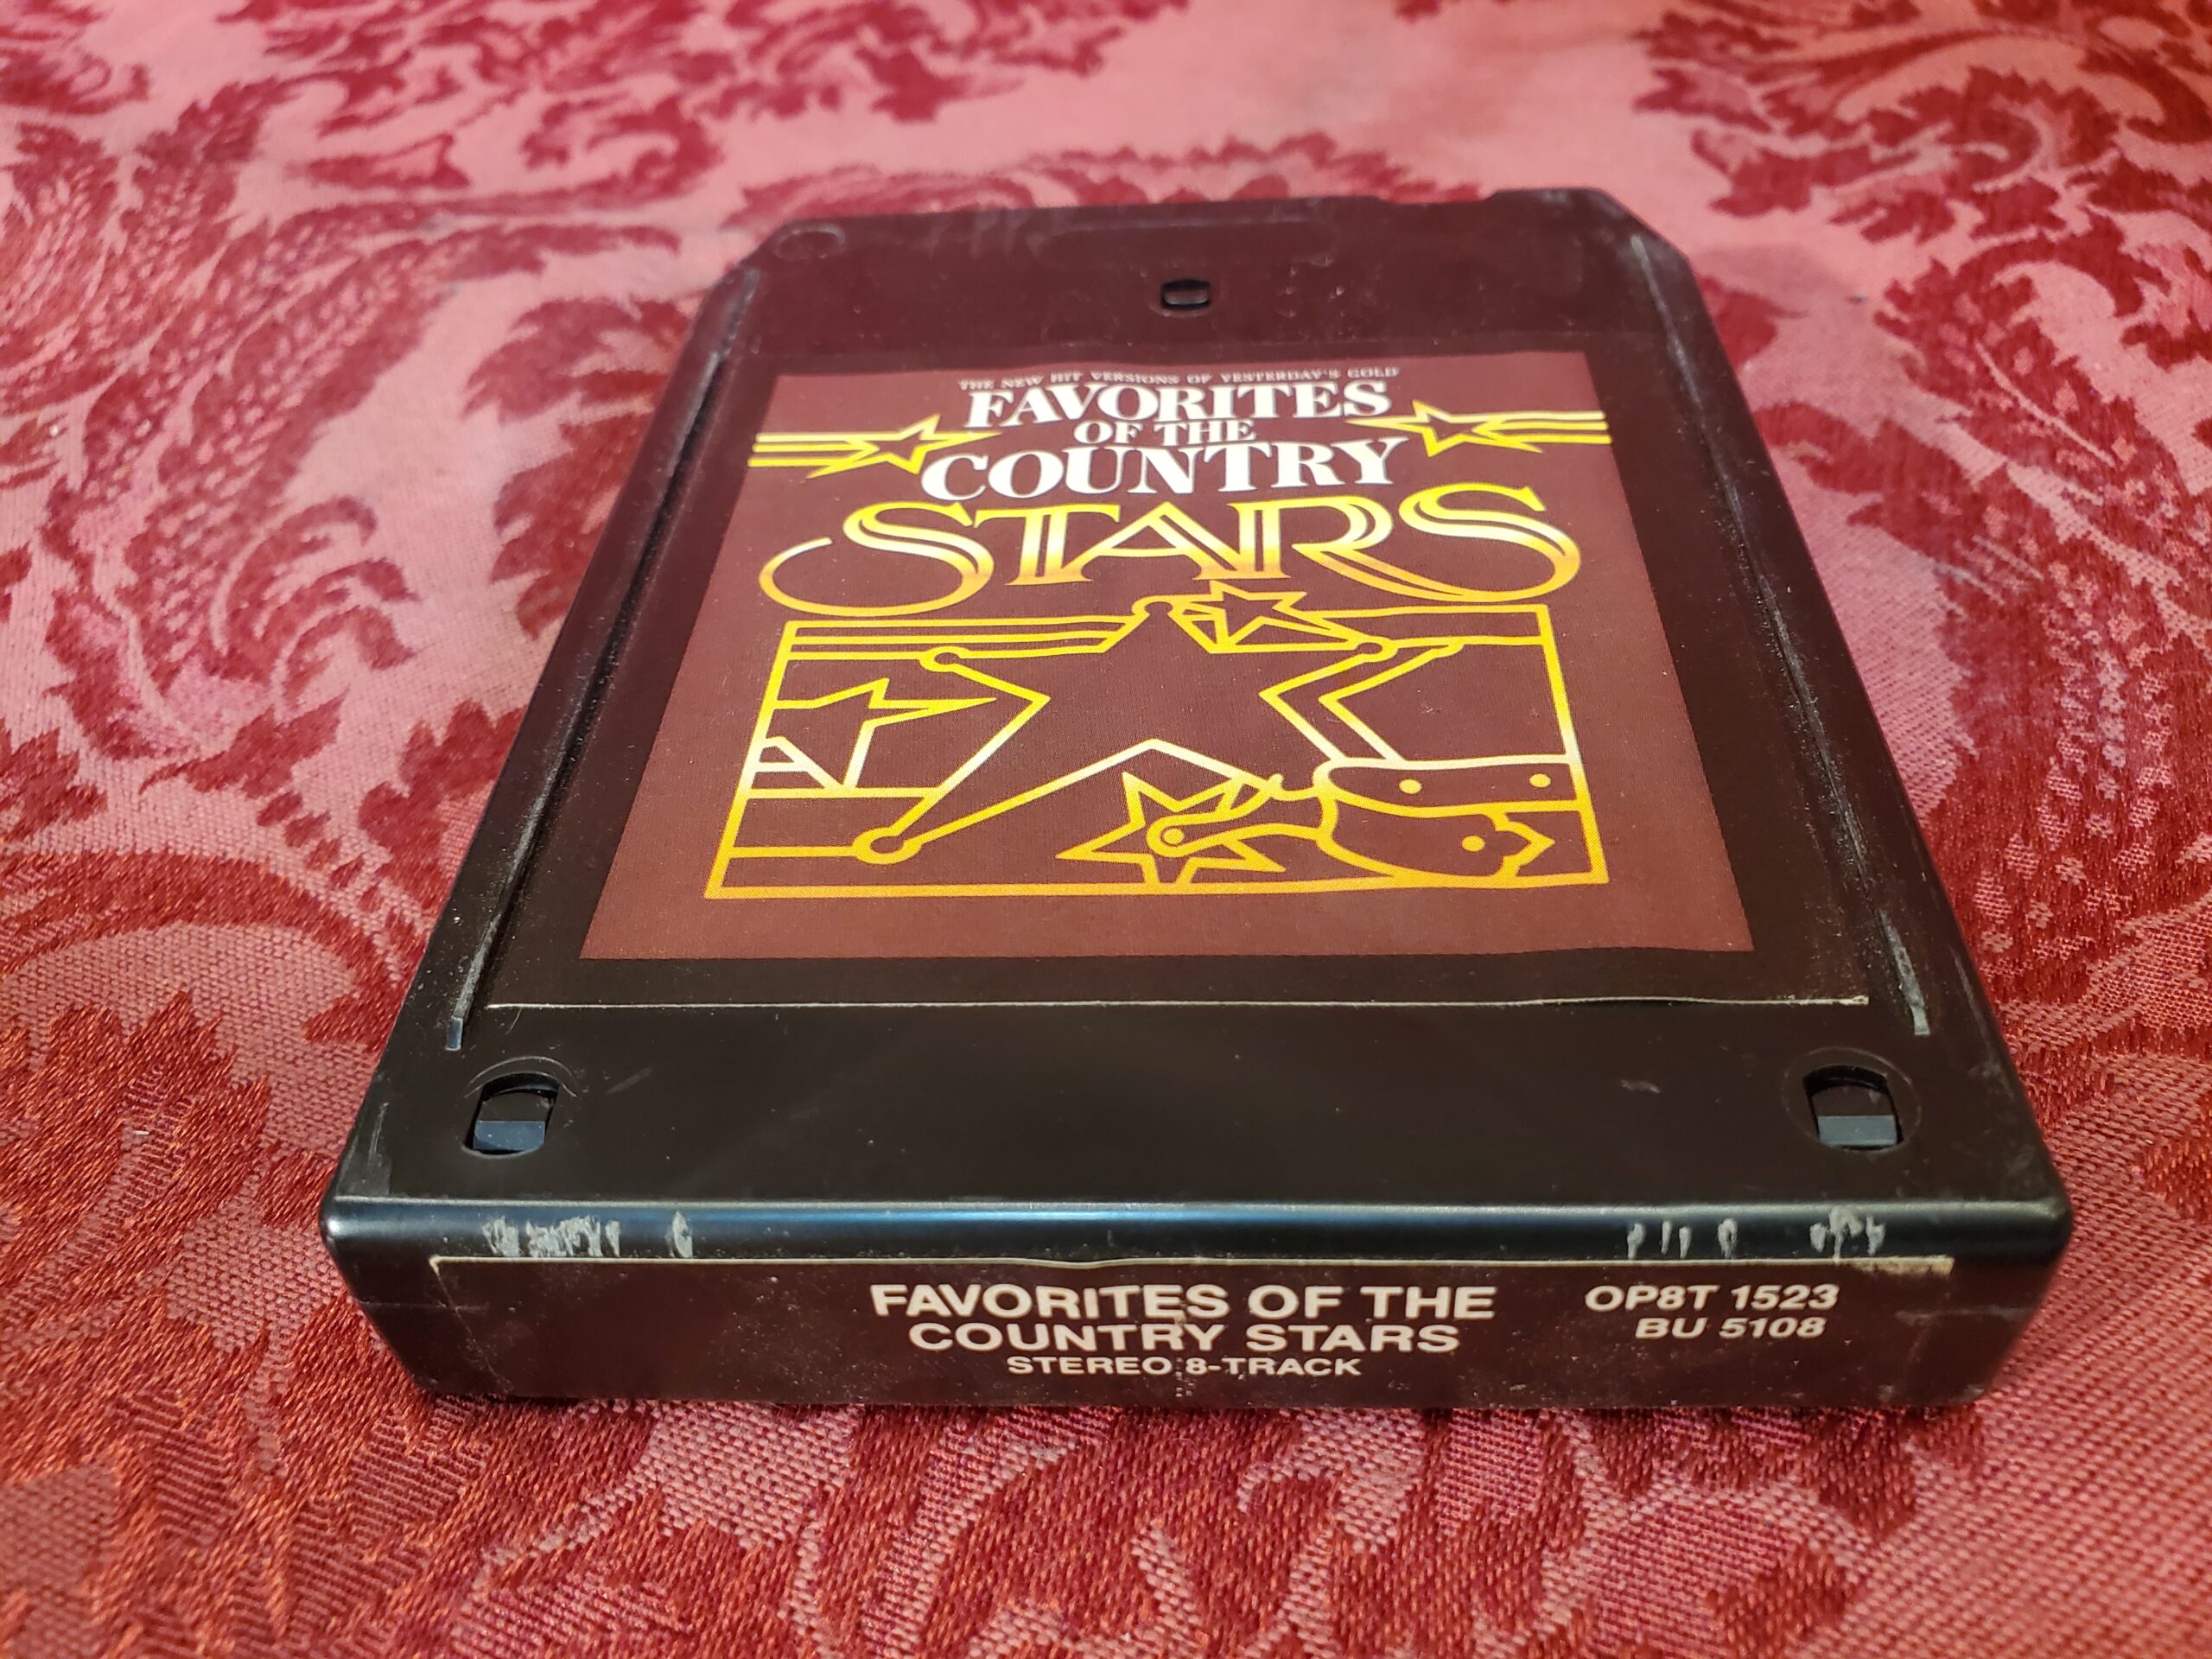 THE NEW HIT VERSIONS OF YESTERDAY'S GOLD
FAVORITES
OF THE
COUNTRY
STARS
FAVORITES OF THE
COUNTRY STARS
STEREO 8-TRACK
OP8T 1523
BU 5108